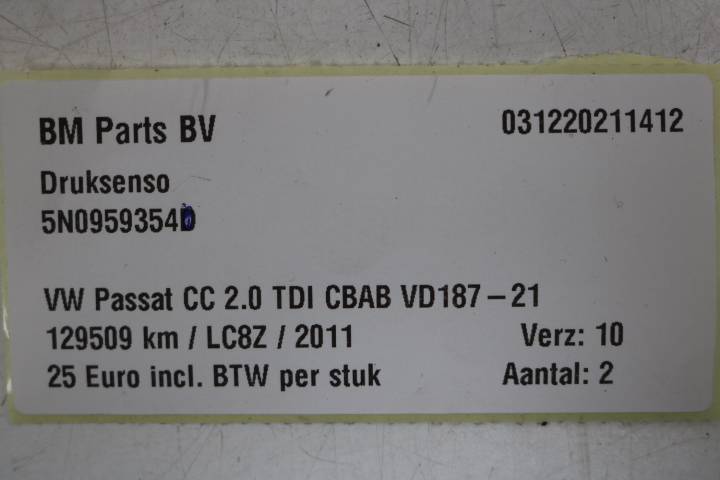 BM Parts BV 031220211412
Druksenso
5N0959354D
VW Passat CC 2.0 TDI CBAB VD187-21
129509 km / LC8Z / 2011 Verz: 10
25 Euro incl. BTW per stuk Aantal: 2